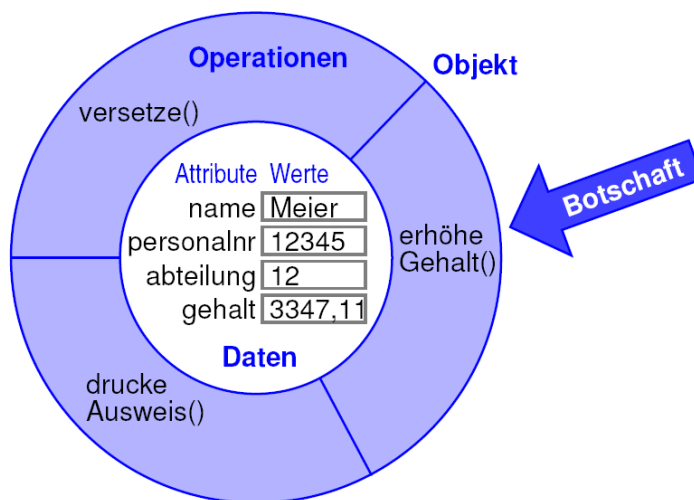 Operationen
Objekt
versetze()
Botschaft
Attribute Werte
name Meier
personalnr 12345
abteilung 12
gehalt 3347,11
erhöhe
Gehalt()
Daten
drucke
Ausweis()